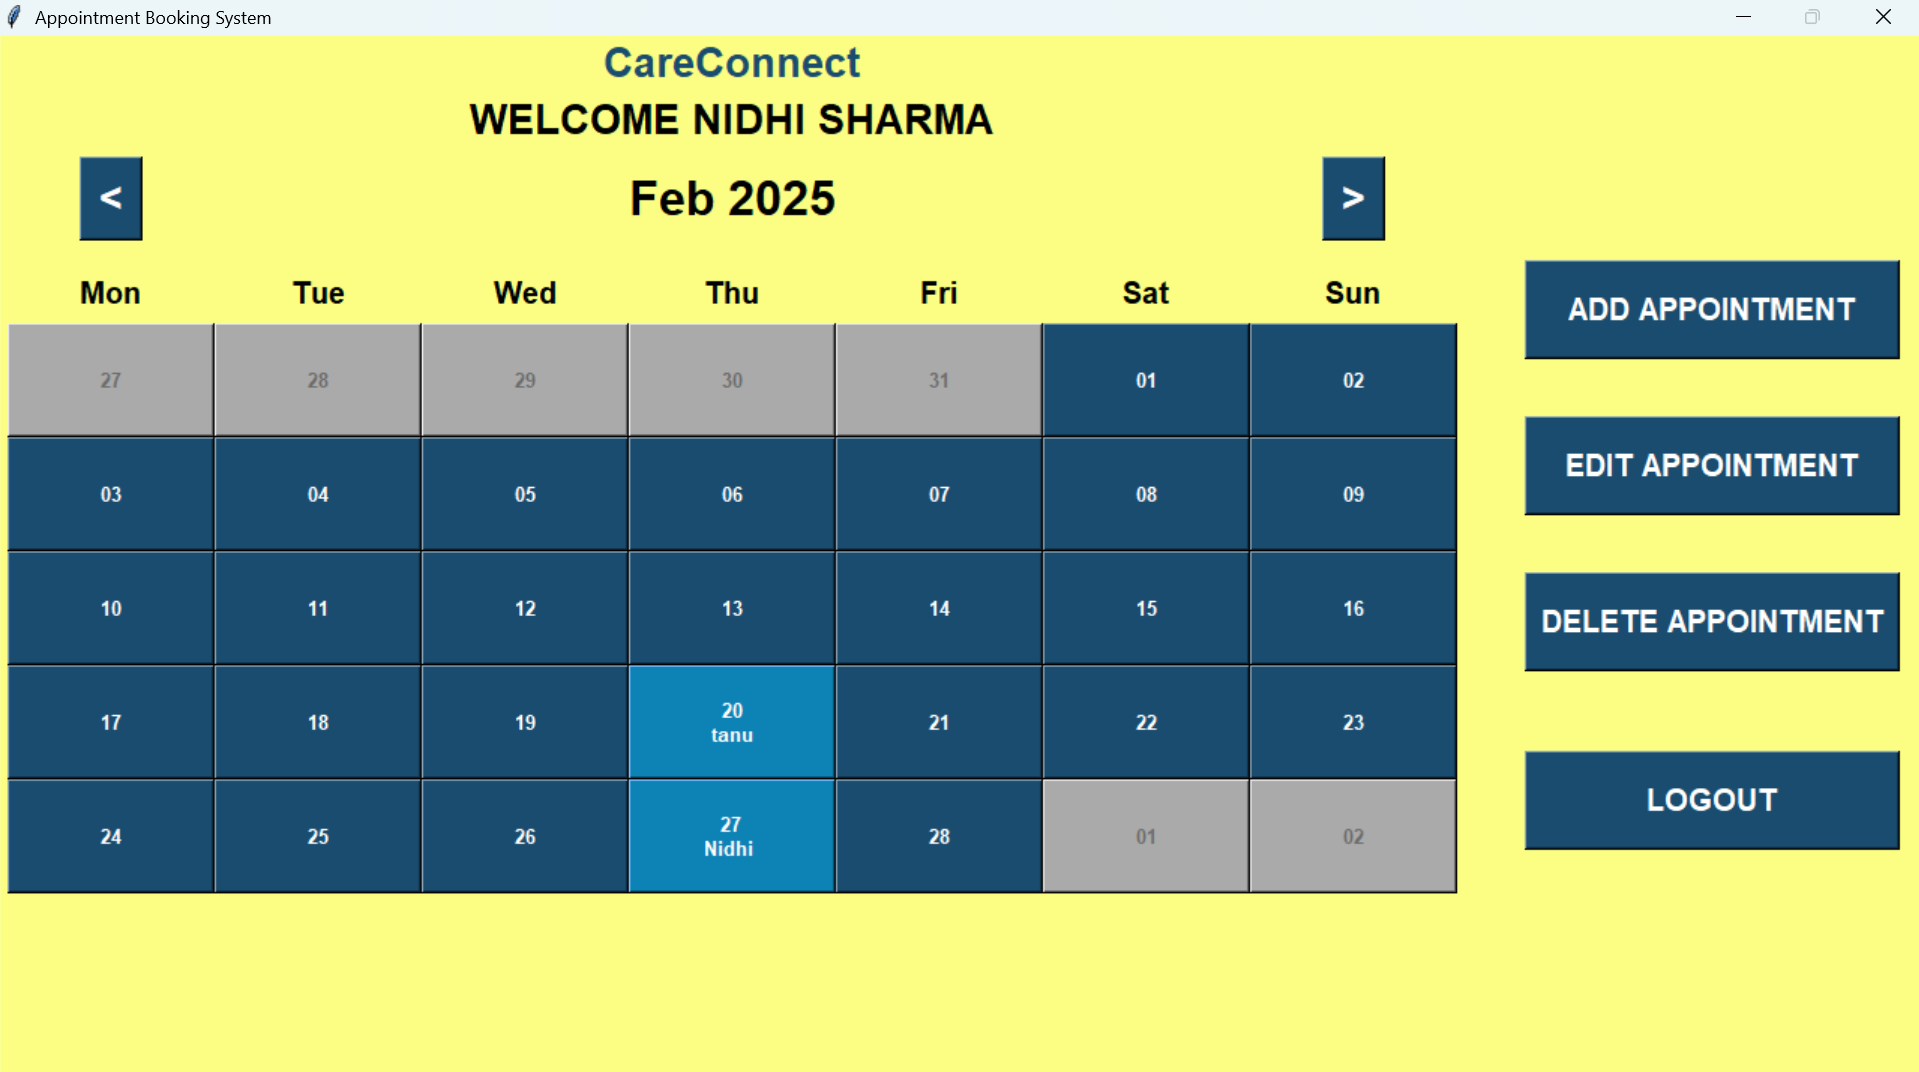 Appointment Booking System
CareConnect
WELCOME NIDHI SHARMA
< Feb 2025 >
Mon Tue Wed Thu Fri Sat Sun
27 28 29 30 31 01 02
03 04 05 06 07 08 09
10 11 12 13 14 15 16
17 18 19 20 21 22 23
tanu
24 25 26 27 28 01 02
Nidhi
ADD APPOINTMENT
EDIT APPOINTMENT
DELETE APPOINTMENT
LOGOUT